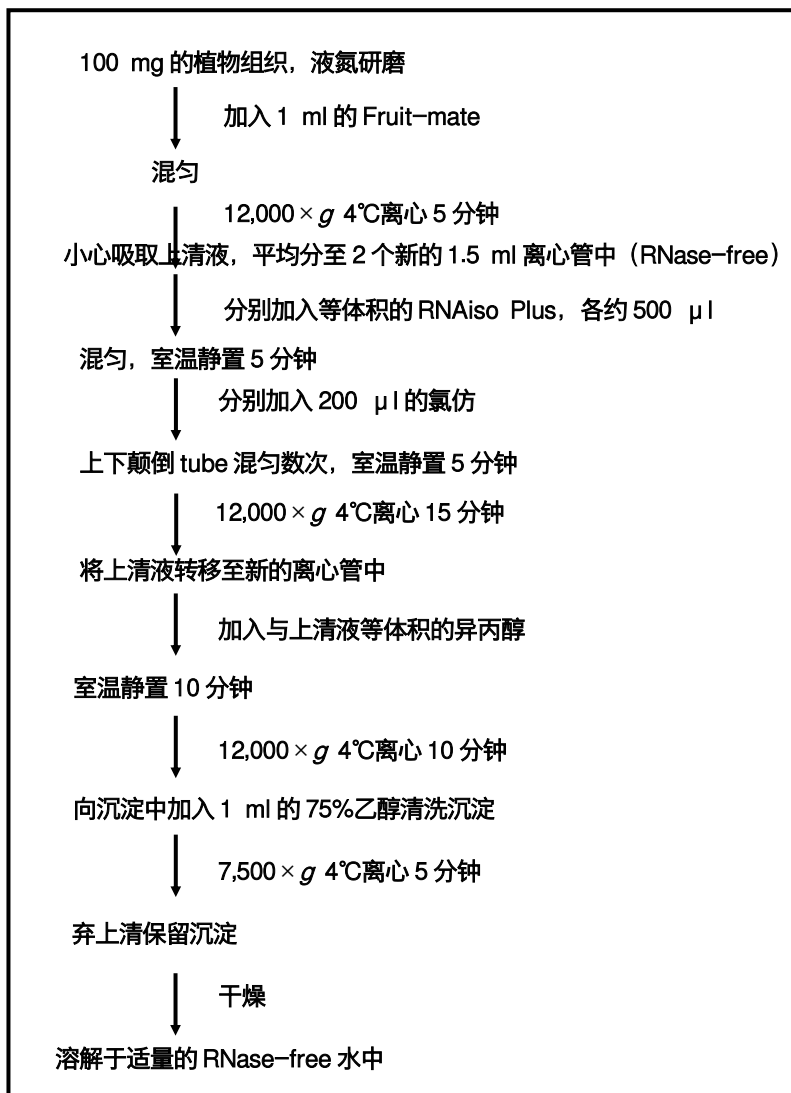 100 mg 的植物组织，液氮研磨
加入 1 ml 的 Fruit-mate
混匀
12,000×g 4℃离心 5 分钟
小心吸取上清液，平均分至 2 个新的 1.5 ml 离心管中（RNase-free）
分别加入等体积的 RNAiso Plus，各约 500 μl
混匀，室温静置 5 分钟
分别加入 200 μl 的氯仿
上下颠倒 tube 混匀数次，室温静置 5 分钟
12,000×g 4℃离心 15 分钟
将上清液转移至新的离心管中
加入与上清液等体积的异丙醇
室温静置 10 分钟
12,000×g 4℃离心 10 分钟
向沉淀中加入 1 ml 的 75%乙醇清洗沉淀
7,500×g 4℃离心 5 分钟
弃上清保留沉淀
干燥
溶解于适量的 RNase-free 水中